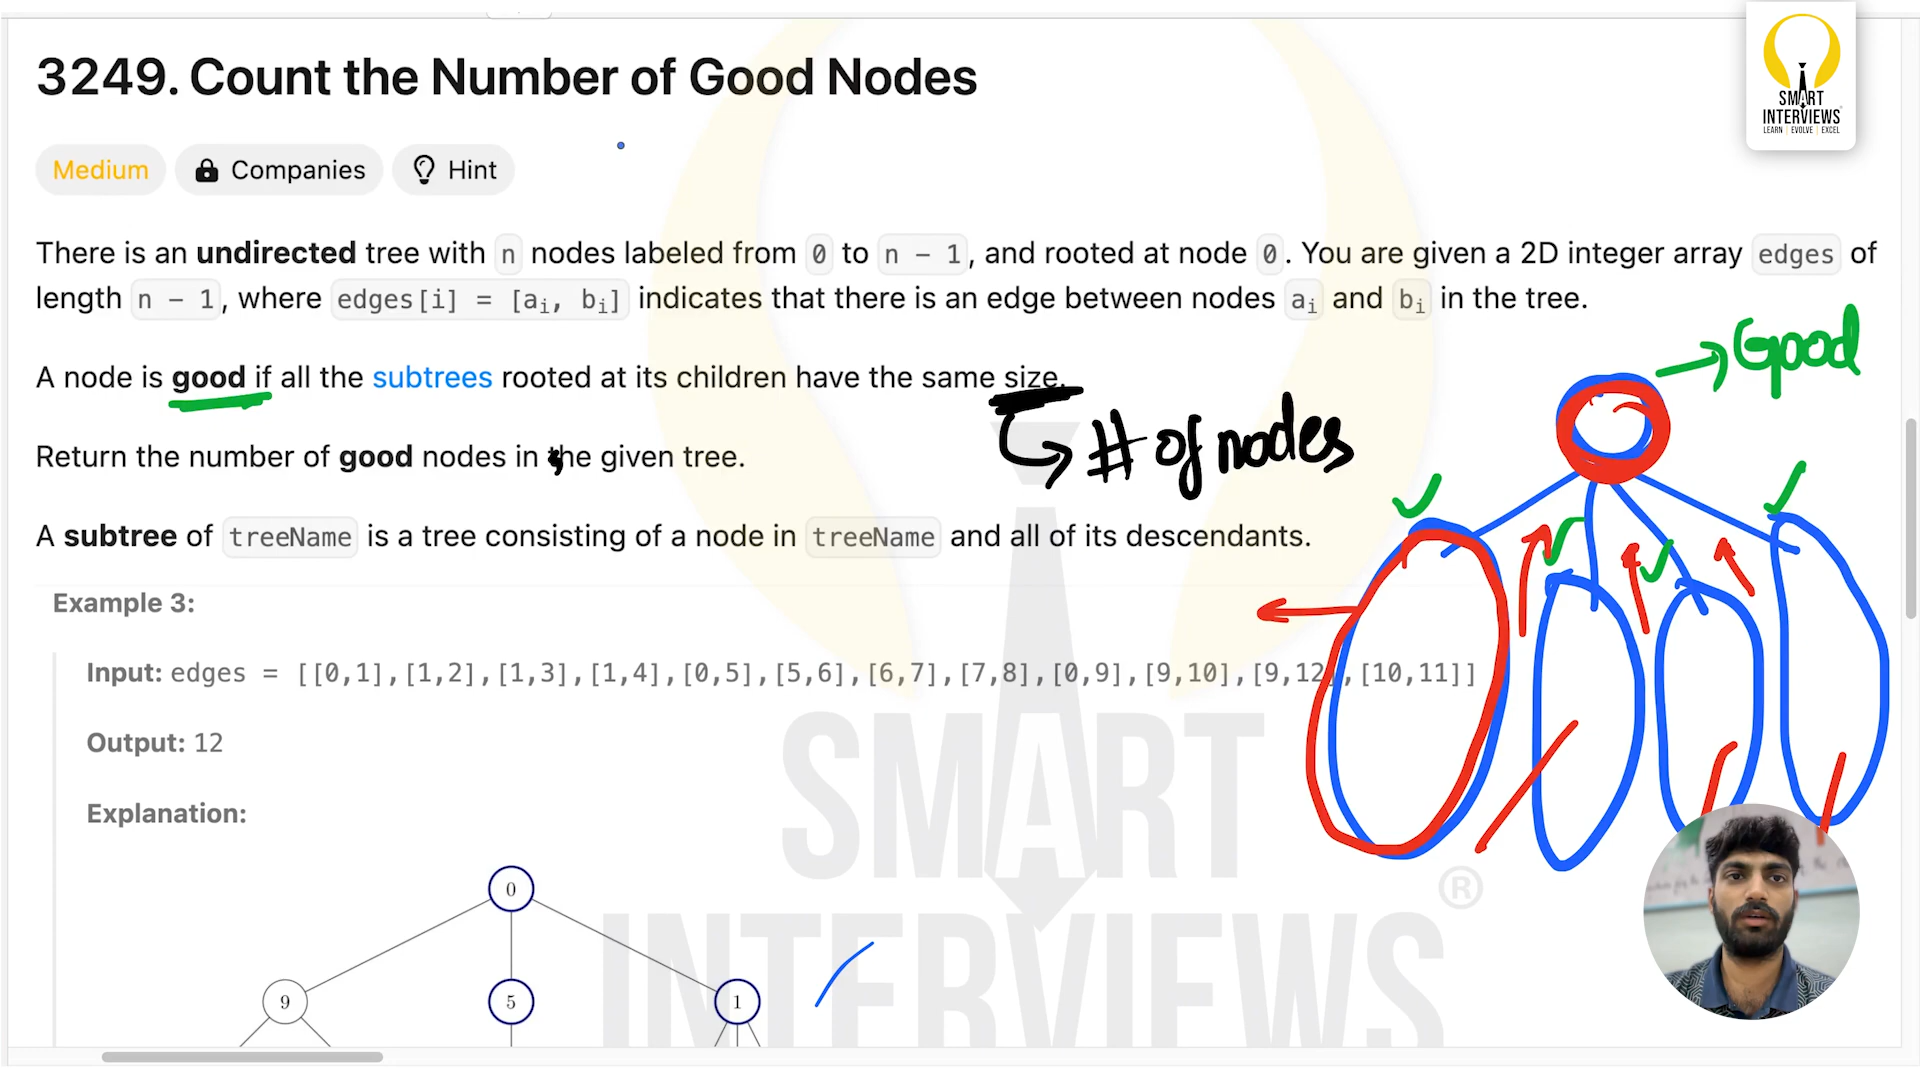 3249. Count the Number of Good Nodes
SMART
INTERVIEWS
LEARN | EVOLVE | EXCEL
Medium
Companies
Hint
There is an undirected tree with n nodes labeled from 0 to n - 1, and rooted at node 0. You are given a 2D integer array edges of
length n - 1, where edges[i] = [ai, bi] indicates that there is an edge between nodes ai and bi in the tree.
Good
A node is good if all the subtrees rooted at its children have the same size.
# of nodes
Return the number of good nodes in the given tree.
A subtree of treeName is a tree consisting of a node in treeName and all of its descendants.
Example 3:
Input: edges = [[0,1],[1,2],[1,3],[1,4],[0,5],[5,6],[6,7],[7,8],[0,9],[9,10],[9,12],[10,11]]
Output: 12
Explanation:
0
9
5
1
SMART
INTERVIEWS
®